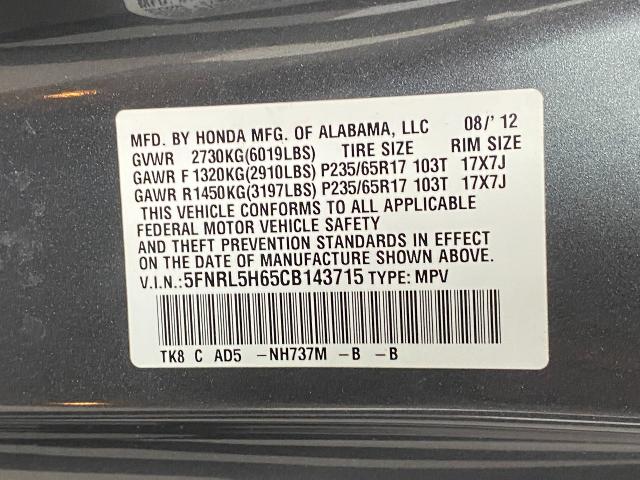 MFD. BY HONDA MFG. OF ALABAMA, LLC 08/' 12
GVWR 2730KG(6019LBS) TIRE SIZE RIM SIZE
GAWR F 1320KG(2910LBS) P235/65R17 103T 17X7J
GAWR R1450KG(3197LBS) P235/65R17 103T 17X7J
THIS VEHICLE CONFORMS TO ALL APPLICABLE
FEDERAL MOTOR VEHICLE SAFETY
AND THEFT PREVENTION STANDARDS IN EFFECT
ON THE DATE OF MANUFACTURE SHOWN ABOVE.
V.I.N.:5FNRL5H65CB143715 TYPE: MPV
TK8 C AD5 -NH737M -B -B